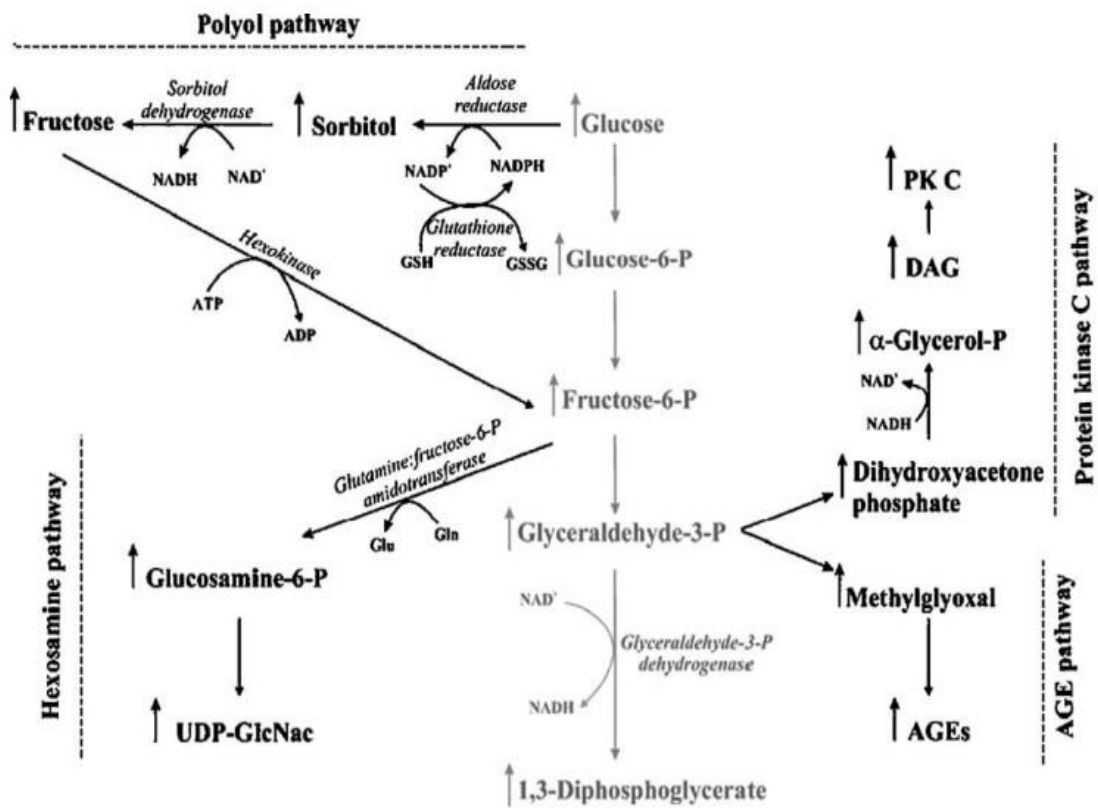 Polyol pathway
Sorbitol
dehydrogenase
Aldose
reductase
Fructose
Sorbitol
Glucose
NADH
NAD'
NADP'
NADPH
PK C
Glutathione
reductase
GSH
GSSG
Glucose-6-P
DAG
Hexokinase
ATP
ADP
α-Glycerol-P
NAD'
NADH
Fructose-6-P
Protein kinase C pathway
Glutamine:fructose-6-P
amidotransferase
Glu
Gln
Dihydroxyacetone
phosphate
Glyceraldehyde-3-P
Hexosamine pathway
Glucosamine-6-P
Methylglyoxal
NAD'
Glyceraldehyde-3-P
dehydrogenase
NADH
AGE pathway
UDP-GlcNac
AGEs
1,3-Diphosphoglycerate